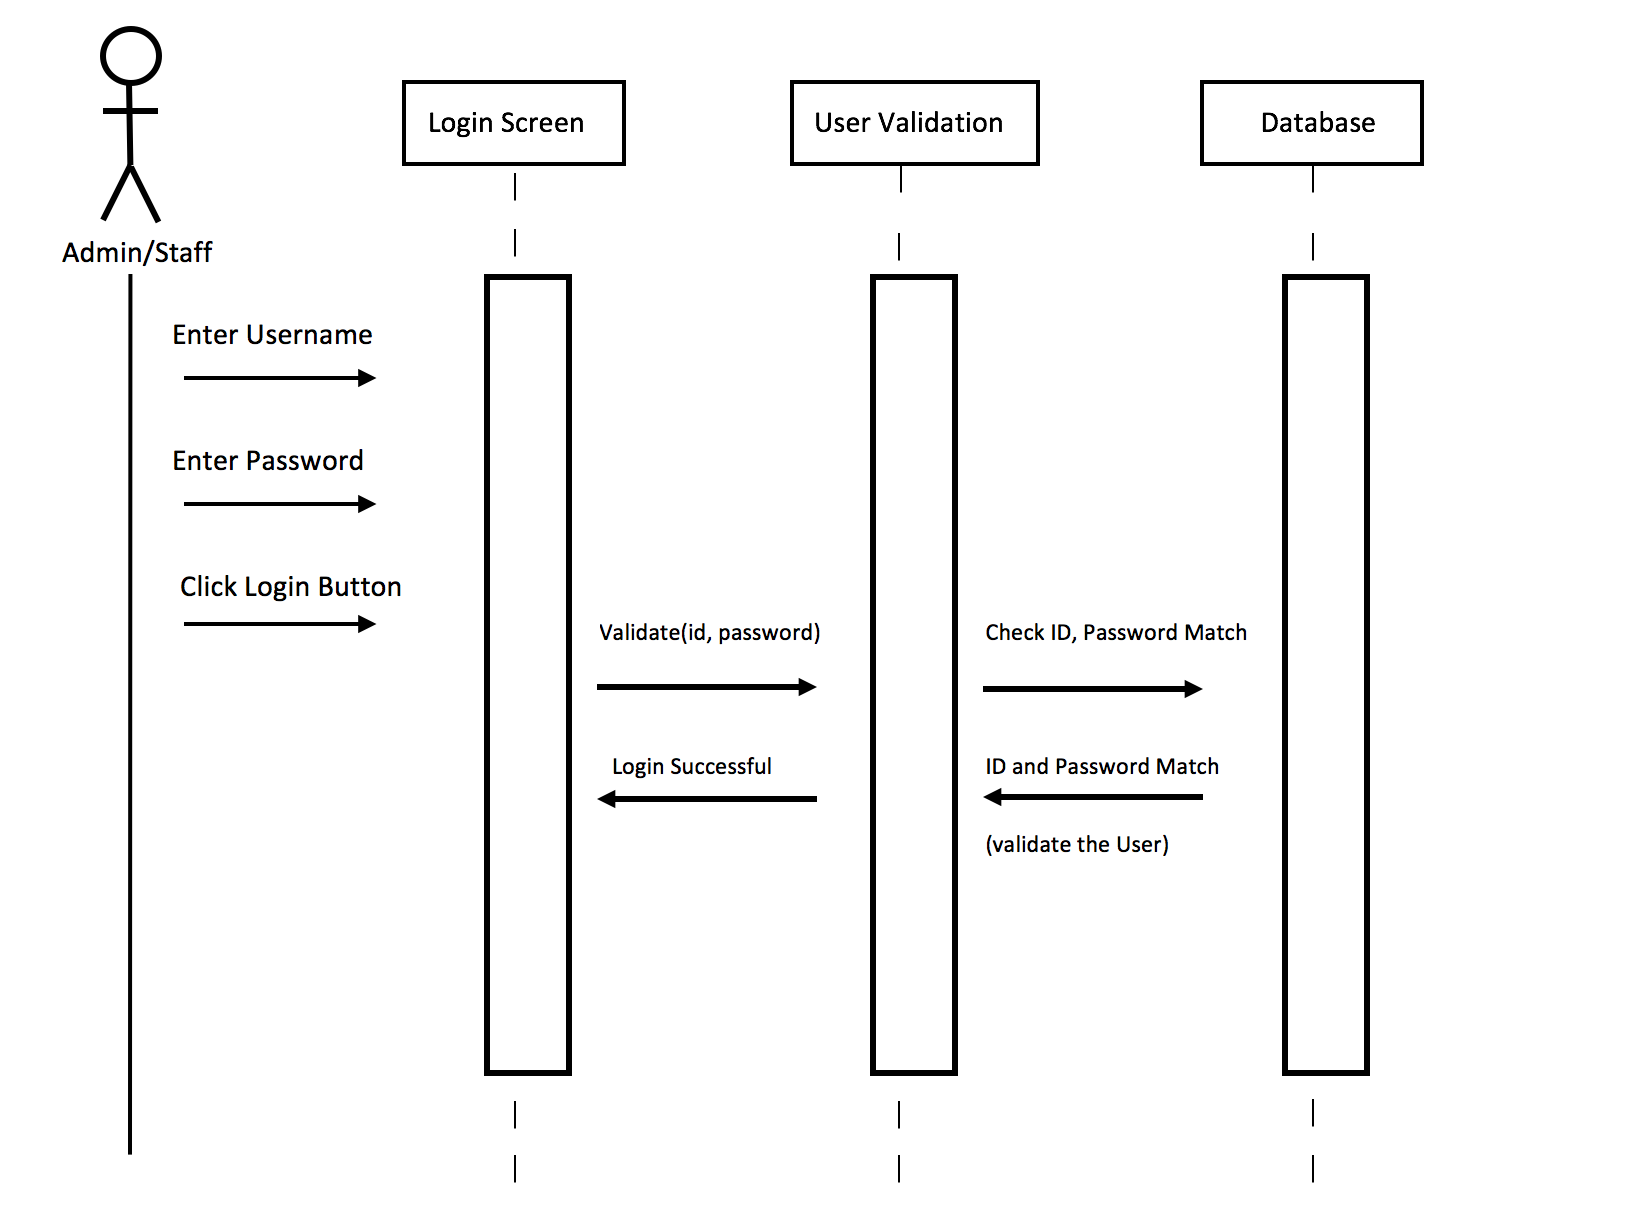 Login Screen
User Validation
Database
Admin/Staff
Enter Username
Enter Password
Click Login Button
Validate(id, password)
Check ID, Password Match
Login Successful
ID and Password Match
(validate the User)